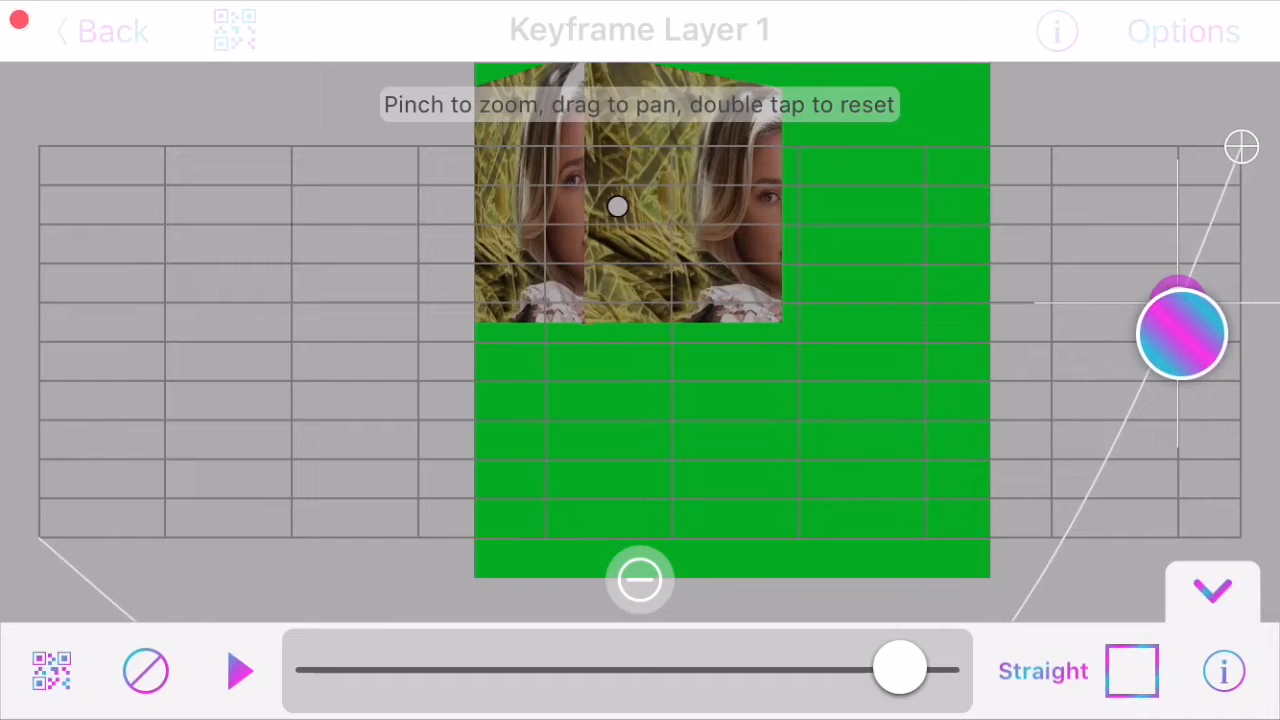 Back
Keyframe Layer 1
Options
Pinch to zoom, drag to pan, double tap to reset
Straight